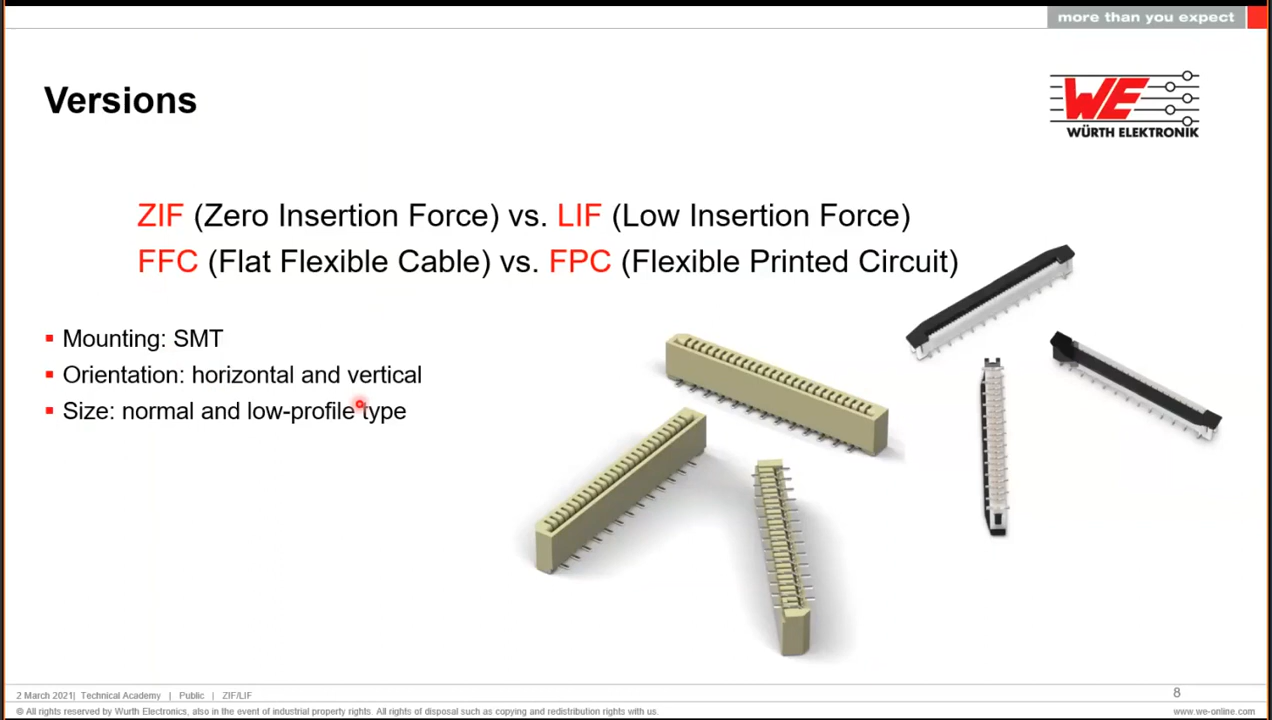 more than you expect
Versions
WE
WÜRTH ELEKTRONIK
ZIF (Zero Insertion Force) vs. LIF (Low Insertion Force)
FFC (Flat Flexible Cable) vs. FPC (Flexible Printed Circuit)
Mounting: SMT
Orientation: horizontal and vertical
Size: normal and low-profile type
2 March 2021| Technical Academy | Public | ZIF/LIF
8
© All rights reserved by Wurth Electronics, also in the event of industrial property rights. All rights of disposal such as copying and redistribution rights with us.
www.we-online.com